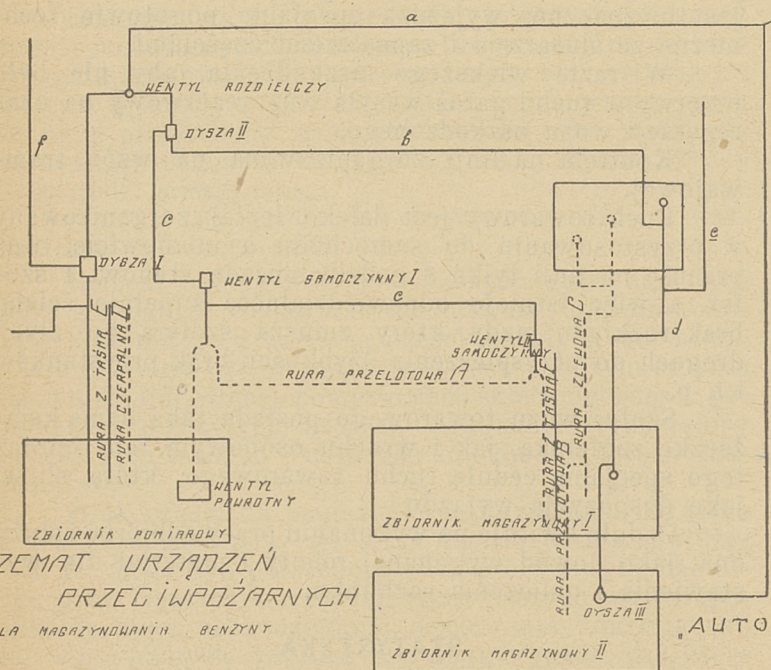 a
WENTYL ROZDIELCZY
DYSZA II
b
f
c
e
DYSZA I
WENTYL SAMOCZYNNY I
c
d
WENTYL II
SAMOCZYNNY
RURA PRZELOTOWA A
RURA Z TAŚMĄ E
RURA CZERPALNA D
RURA Z TAŚMĄ F
RURA PRZELOTOWA B
RURA ZLEWOWA C
WENTYL
POWROTNY
ZBIORNIK POMIAROWY
ZBIORNIK MAGAZYNOWY I
ZEMAT URZĄDZEŃ
PRZECIWPOŻARNYCH
LA MAGAZYNOWANIA BENZYNY
DYSZA III
ZBIORNIK MAGAZYNOWY II
„AUTO